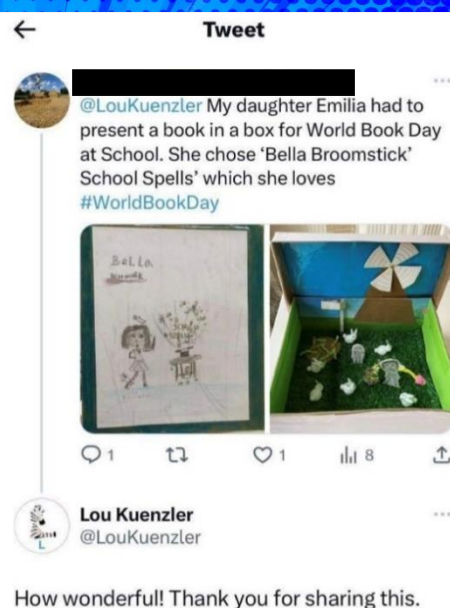 Tweet
@LouKuenzler My daughter Emilia had to
present a book in a box for World Book Day
at School. She chose ‘Bella Broomstick’
School Spells’ which she loves
#WorldBookDay
Bella
1
1
8
Lou Kuenzler
@LouKuenzler
L
How wonderful! Thank you for sharing this.